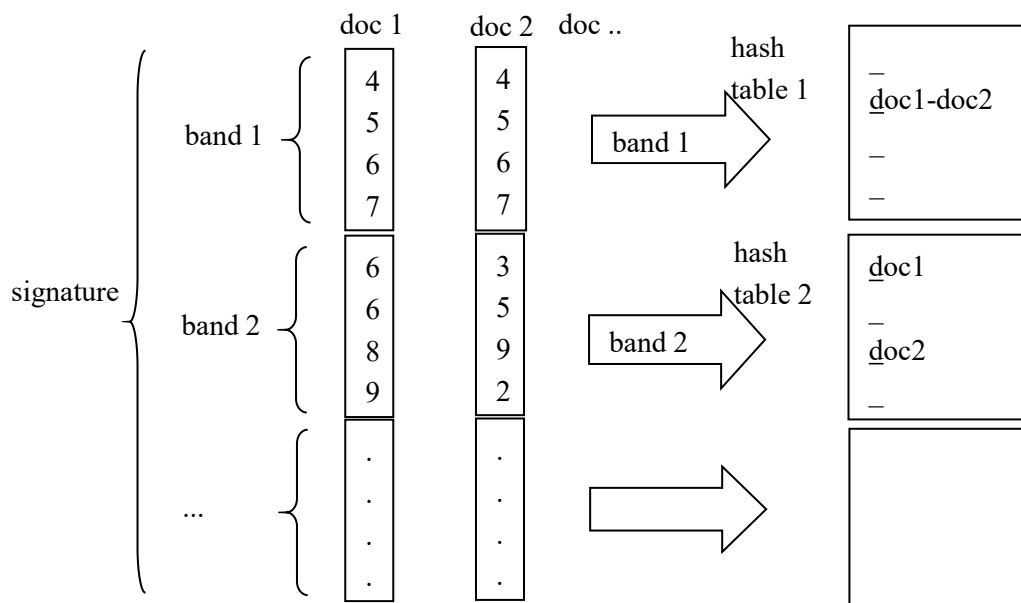 doc 1
doc 2
doc ..
signature
band 1
4
5
6
7
4
5
6
7
band 1
hash
table 1
_
doc1-doc2
_
_
band 2
6
6
8
9
3
5
9
2
band 2
hash
table 2
doc1
_
doc2
_
...
.
.
.
.
.
.
.
.